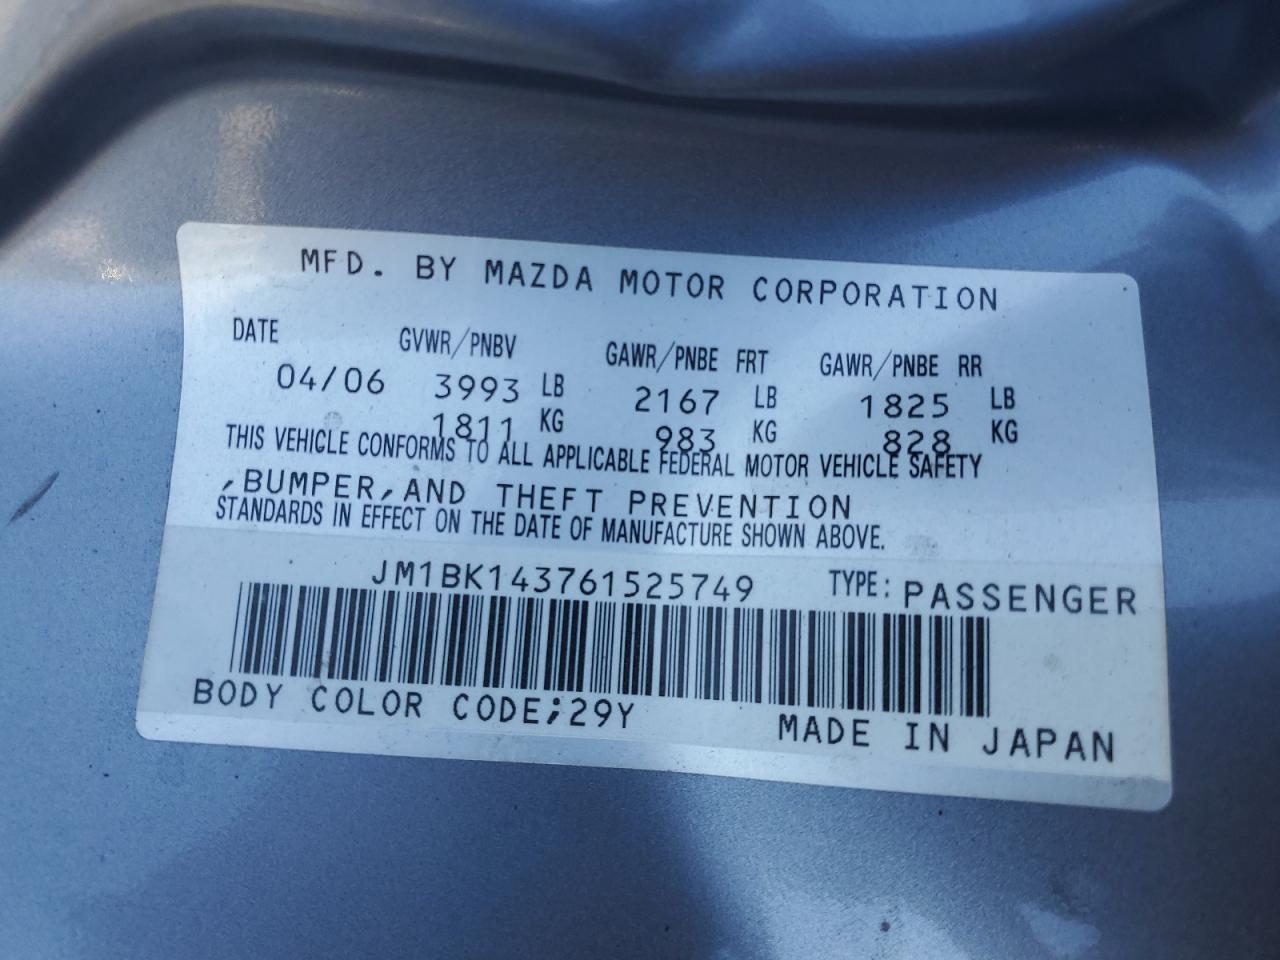 MFD. BY MAZDA MOTOR CORPORATION
DATE GVWR/PNBV GAWR/PNBE FRT GAWR/PNBE RR
04/06 3993 LB 2167 LB 1825 LB
1811 KG 983 KG 828 KG
THIS VEHICLE CONFORMS TO ALL APPLICABLE FEDERAL MOTOR VEHICLE SAFETY
,BUMPER,AND THEFT PREVENTION
STANDARDS IN EFFECT ON THE DATE OF MANUFACTURE SHOWN ABOVE.
JM1BK143761525749 TYPE: PASSENGER
BODY COLOR CODE;29Y MADE IN JAPAN